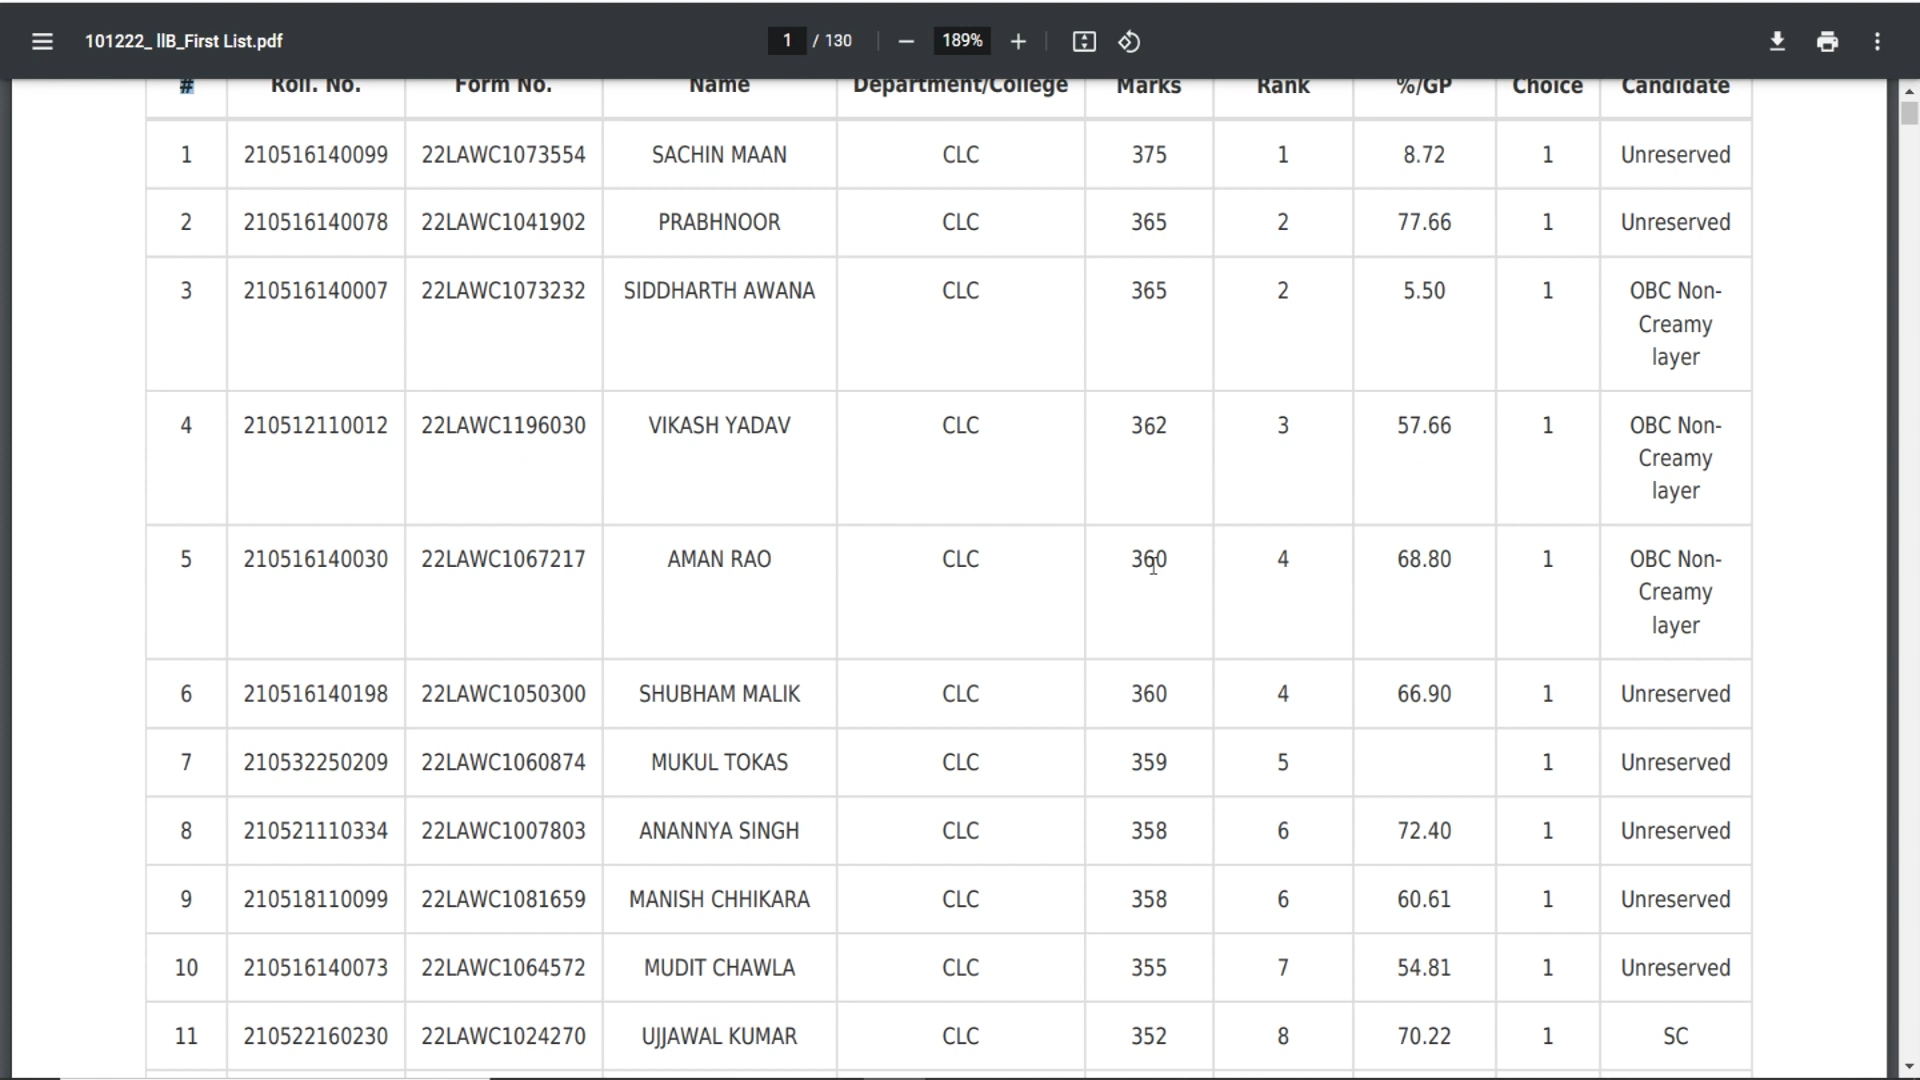 101222_ llB_First List.pdf 1 / 130 189%
# Roll. No. Form No. Name Department/College Marks Rank %/GP Choice Candidate
1 210516140099 22LAWC1073554 SACHIN MAAN CLC 375 1 8.72 1 Unreserved
2 210516140078 22LAWC1041902 PRABHNOOR CLC 365 2 77.66 1 Unreserved
3 210516140007 22LAWC1073232 SIDDHARTH AWANA CLC 365 2 5.50 1 OBC Non-
Creamy
layer
4 210512110012 22LAWC1196030 VIKASH YADAV CLC 362 3 57.66 1 OBC Non-
Creamy
layer
5 210516140030 22LAWC1067217 AMAN RAO CLC 360 4 68.80 1 OBC Non-
Creamy
layer
6 210516140198 22LAWC1050300 SHUBHAM MALIK CLC 360 4 66.90 1 Unreserved
7 210532250209 22LAWC1060874 MUKUL TOKAS CLC 359 5 1 Unreserved
8 210521110334 22LAWC1007803 ANANNYA SINGH CLC 358 6 72.40 1 Unreserved
9 210518110099 22LAWC1081659 MANISH CHHIKARA CLC 358 6 60.61 1 Unreserved
10 210516140073 22LAWC1064572 MUDIT CHAWLA CLC 355 7 54.81 1 Unreserved
11 210522160230 22LAWC1024270 UJJAWAL KUMAR CLC 352 8 70.22 1 SC